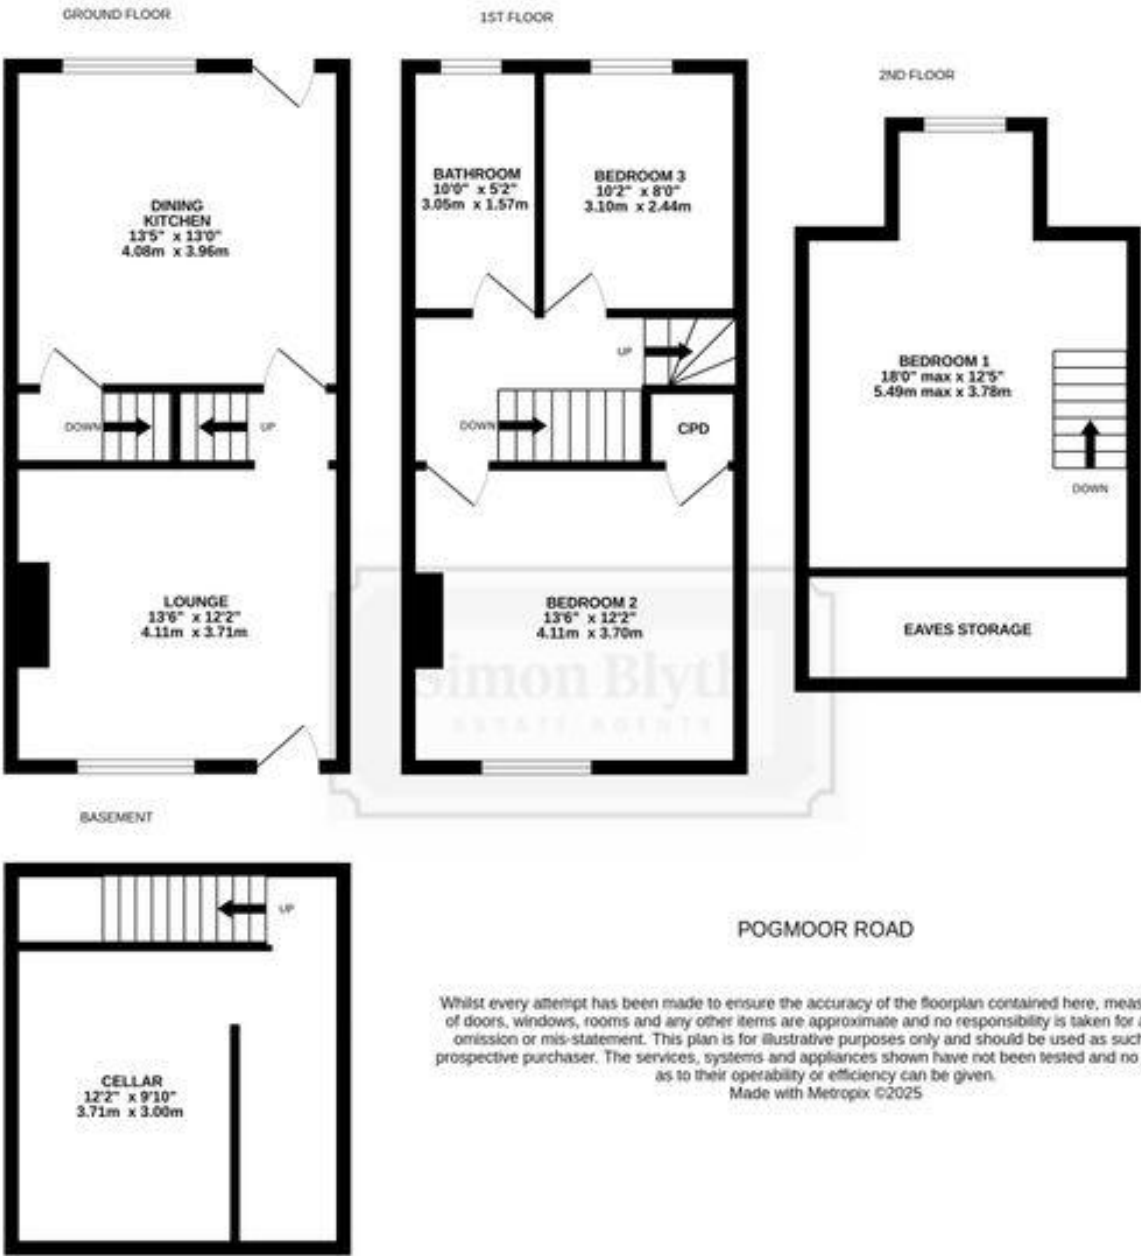 GROUND FLOOR
DINING
KITCHEN
13'5" x 13'0"
4.08m x 3.96m
DOWN
UP
LOUNGE
13'6" x 12'2"
4.11m x 3.71m
1ST FLOOR
BATHROOM
10'0" x 5'2"
3.05m x 1.57m
BEDROOM 3
10'2" x 8'0"
3.10m x 2.44m
UP
DOWN
CPD
BEDROOM 2
13'6" x 12'2"
4.11m x 3.70m
Simon Blyth
ESTATE AGENTS
2ND FLOOR
BEDROOM 1
18'0" max x 12'5"
5.49m max x 3.78m
DOWN
EAVES STORAGE
BASEMENT
UP
CELLAR
12'2" x 9'10"
3.71m x 3.00m
POGMOOR ROAD
Whilst every attempt has been made to ensure the accuracy of the floorplan contained here, meas
of doors, windows, rooms and any other items are approximate and no responsibility is taken for
omission or mis-statement. This plan is for illustrative purposes only and should be used as such
prospective purchaser. The services, systems and appliances shown have not been tested and no
as to their operability or efficiency can be given.
Made with Metropix ©2025